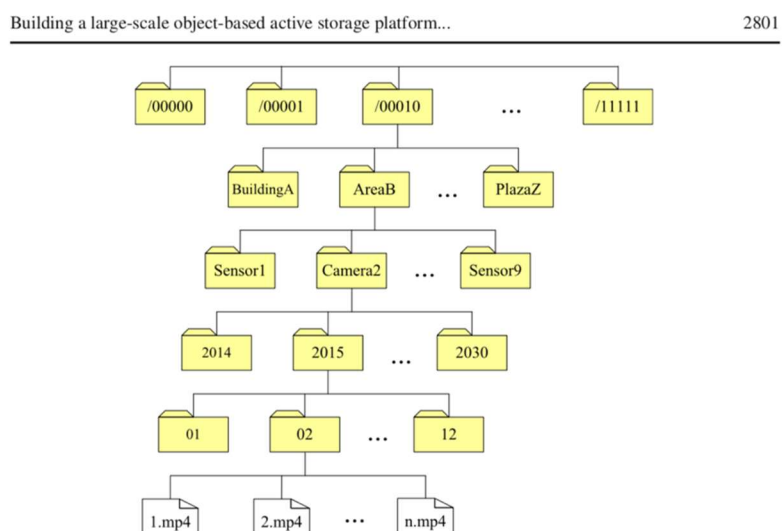 Building a large-scale object-based active storage platform... 2801
/00000 /00001 /00010 ... /11111
BuildingA AreaB ... PlazaZ
Sensor1 Camera2 ... Sensor9
2014 2015 ... 2030
01 02 ... 12
1.mp4 2.mp4 ... n.mp4